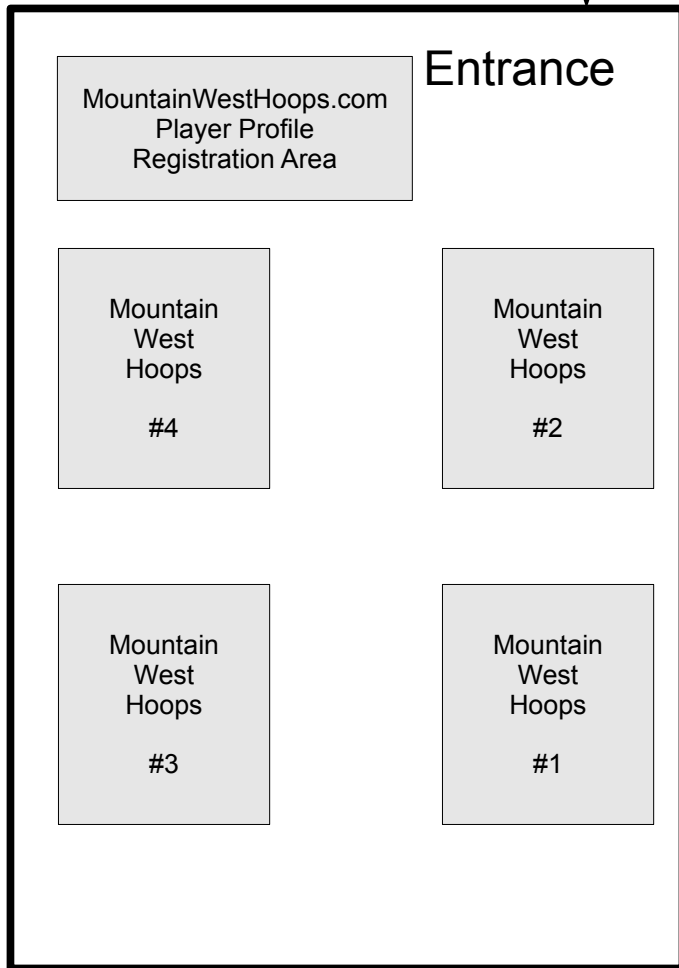 Entrance
MountainWestHoops.com
Player Profile
Registration Area
Mountain
West
Hoops
#4
Mountain
West
Hoops
#2
Mountain
West
Hoops
#3
Mountain
West
Hoops
#1